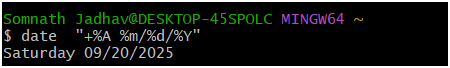 Somnath Jadhav@DESKTOP-45SPOLC MINGW64 ~
$ date  "+%A %m/%d/%Y"
Saturday 09/20/2025